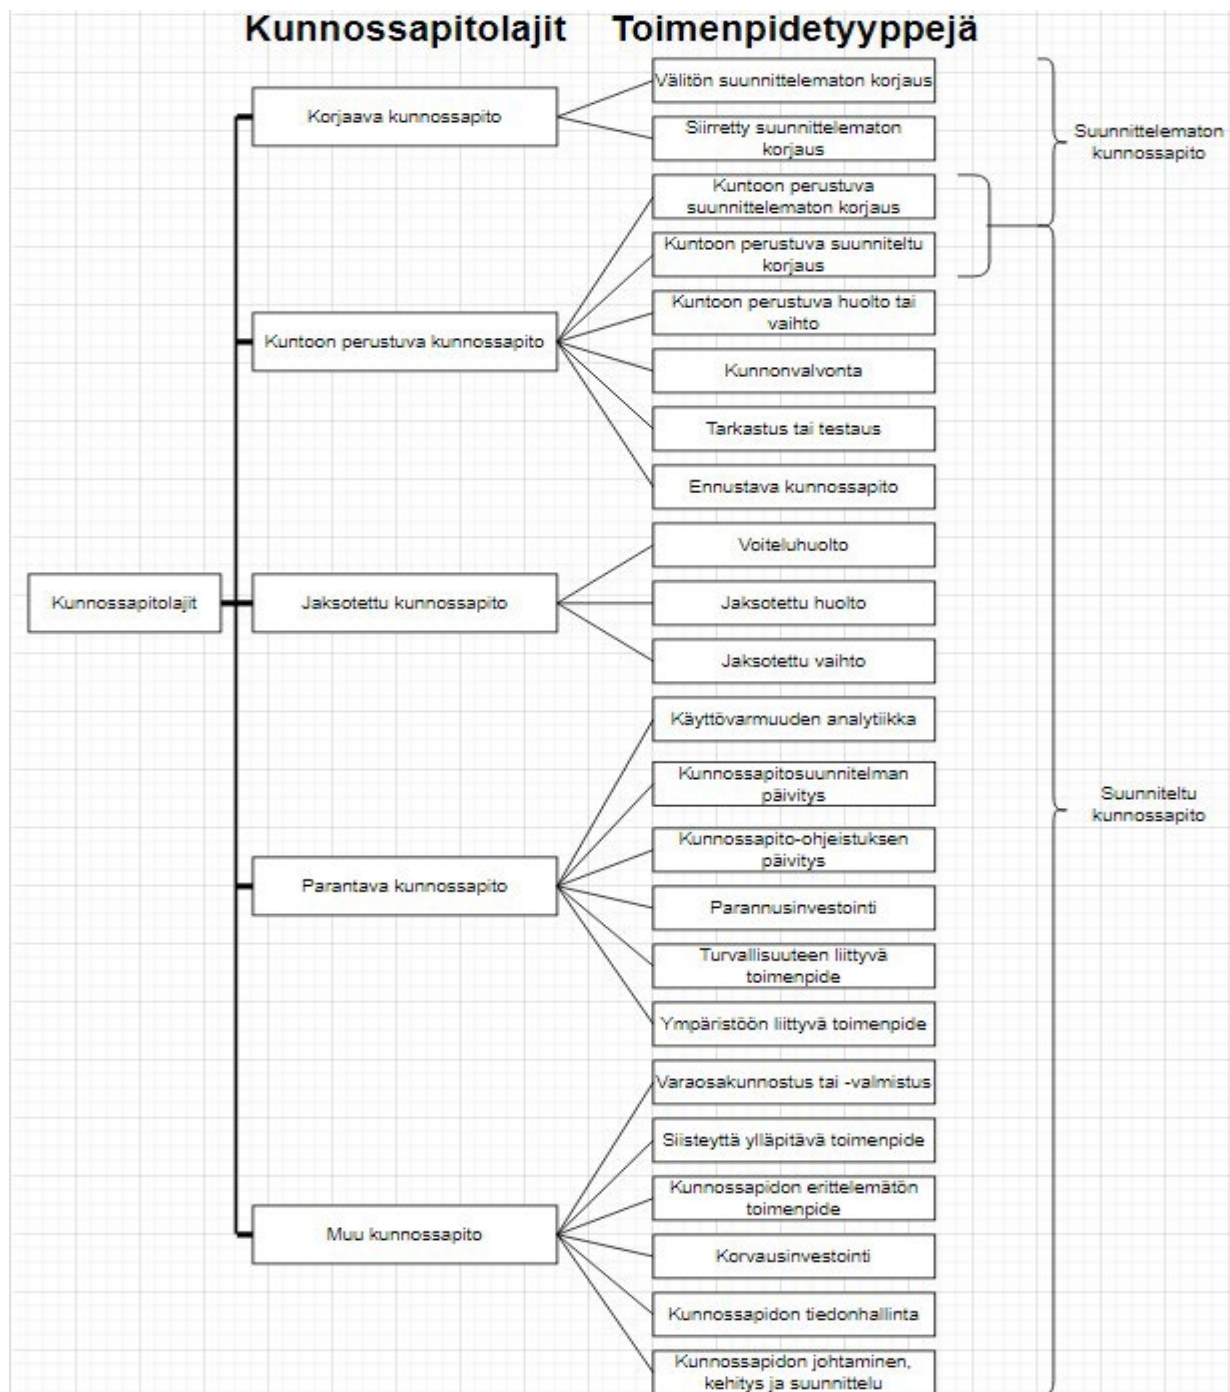 Kunnossapitolajit Toimenpidetyyppejä
Välitön suunnittelematon korjaus
Korjaava kunnossapito
Siirretty suunnittelematon
korjaus
Suunnittelematon
kunnossapito
Kuntoon perustuva
suunnittelematon korjaus
Kuntoon perustuva suunniteltu
korjaus
Kuntoon perustuva huolto tai
vaihto
Kuntoon perustuva kunnossapito
Kunnonvalvonta
Tarkastus tai testaus
Ennustava kunnossapito
Voiteluhuolto
Kunnossapitolajit
Jaksotettu kunnossapito
Jaksotettu huolto
Jaksotettu vaihto
Käyttövarmuuden analytiikka
Kunnossapitosuunnitelman
päivitys
Suunniteltu
kunnossapito
Kunnossapito-ohjeistuksen
päivitys
Parantava kunnossapito
Parannusinvestointi
Turvallisuuteen liittyvä
toimenpide
Ympäristöön liittyvä toimenpide
Varaosakunnostus tai -valmistus
Siisteyttä ylläpitävä toimenpide
Kunnossapidon erittelemätön
toimenpide
Muu kunnossapito
Korvausinvestointi
Kunnossapidon tiedonhallinta
Kunnossapidon johtaminen,
kehitys ja suunnittelu